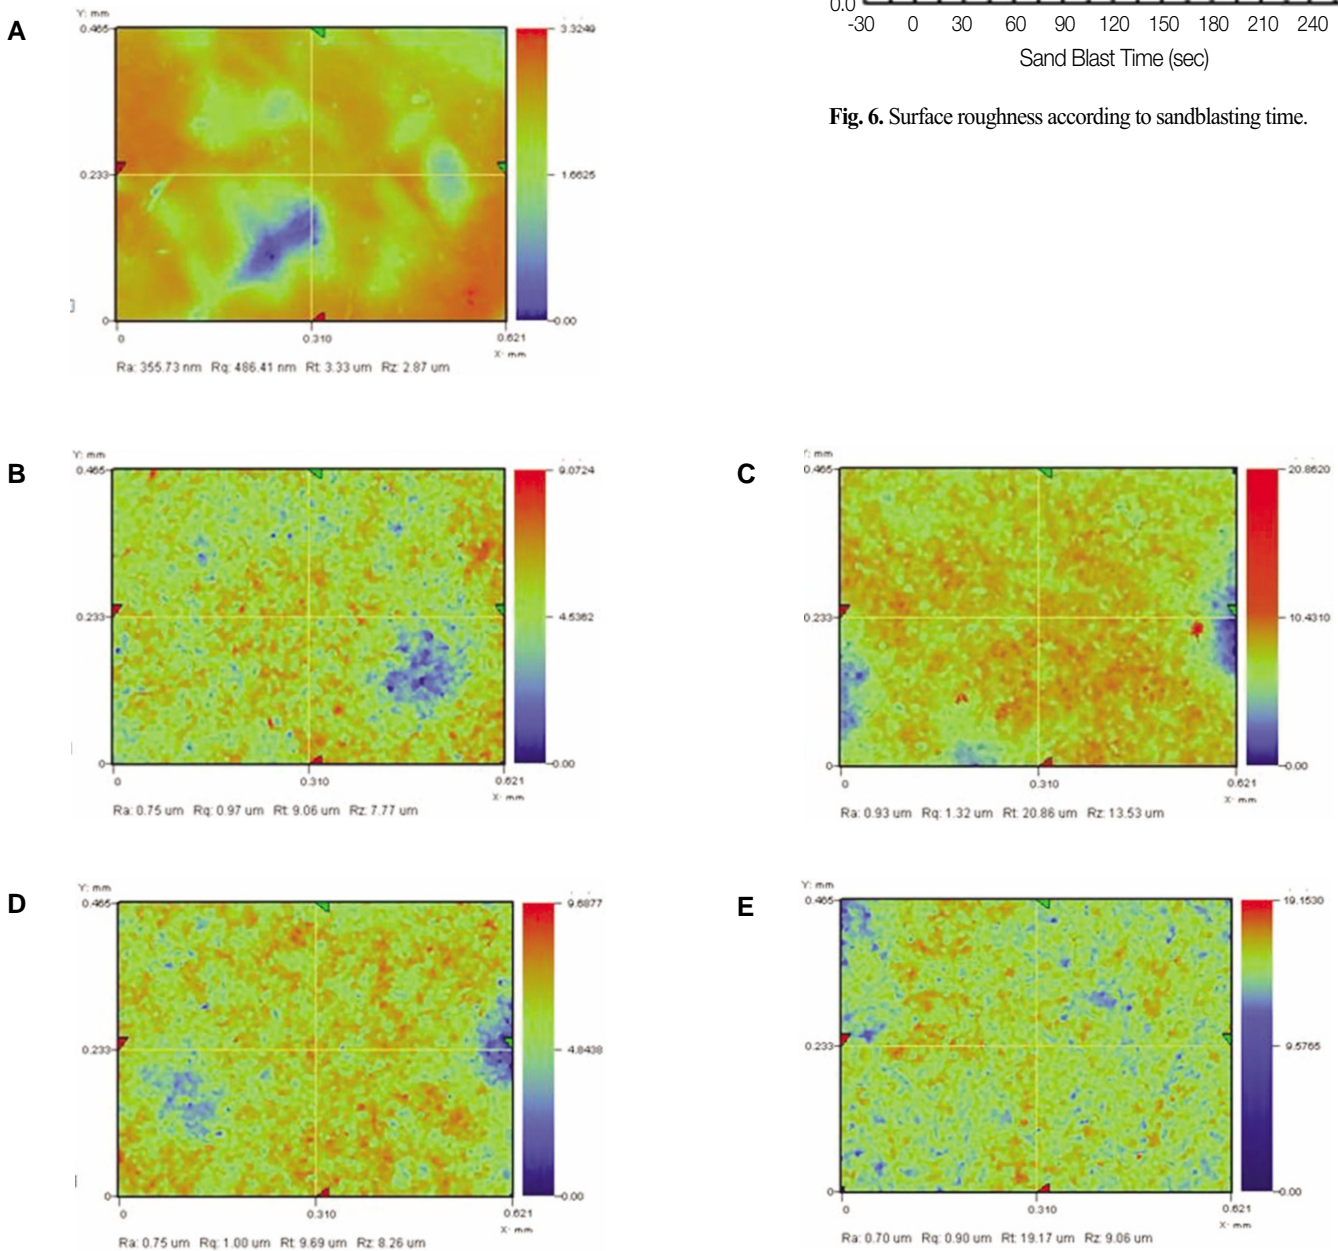 A
Y: mm
0.465
0.233
0
0
0.310
0.621
X: mm
3.3249
1.6625
0.00
Ra: 355.73 nm Rq: 486.41 nm Rt: 3.33 um Rz: 2.87 um
0.0
-30 0 30 60 90 120 150 180 210 240
Sand Blast Time (sec)
Fig. 6. Surface roughness according to sandblasting time.
B
Y: mm
0.465
0.233
0
0
0.310
0.621
X: mm
9.0724
4.5362
0.00
Ra: 0.75 um Rq: 0.97 um Rt: 9.06 um Rz: 7.77 um
C
Y: mm
0.465
0.233
0
0
0.310
0.621
X: mm
20.8620
10.4310
0.00
Ra: 0.93 um Rq: 1.32 um Rt: 20.86 um Rz: 13.53 um
D
Y: mm
0.465
0.233
0
0
0.310
0.621
X: mm
9.6877
4.8438
0.00
Ra: 0.75 um Rq: 1.00 um Rt: 9.69 um Rz: 8.26 um
E
Y: mm
0.465
0.233
0
0
0.310
0.621
X: mm
19.1530
9.5765
0.00
Ra: 0.70 um Rq: 0.90 um Rt: 19.17 um Rz: 9.06 um